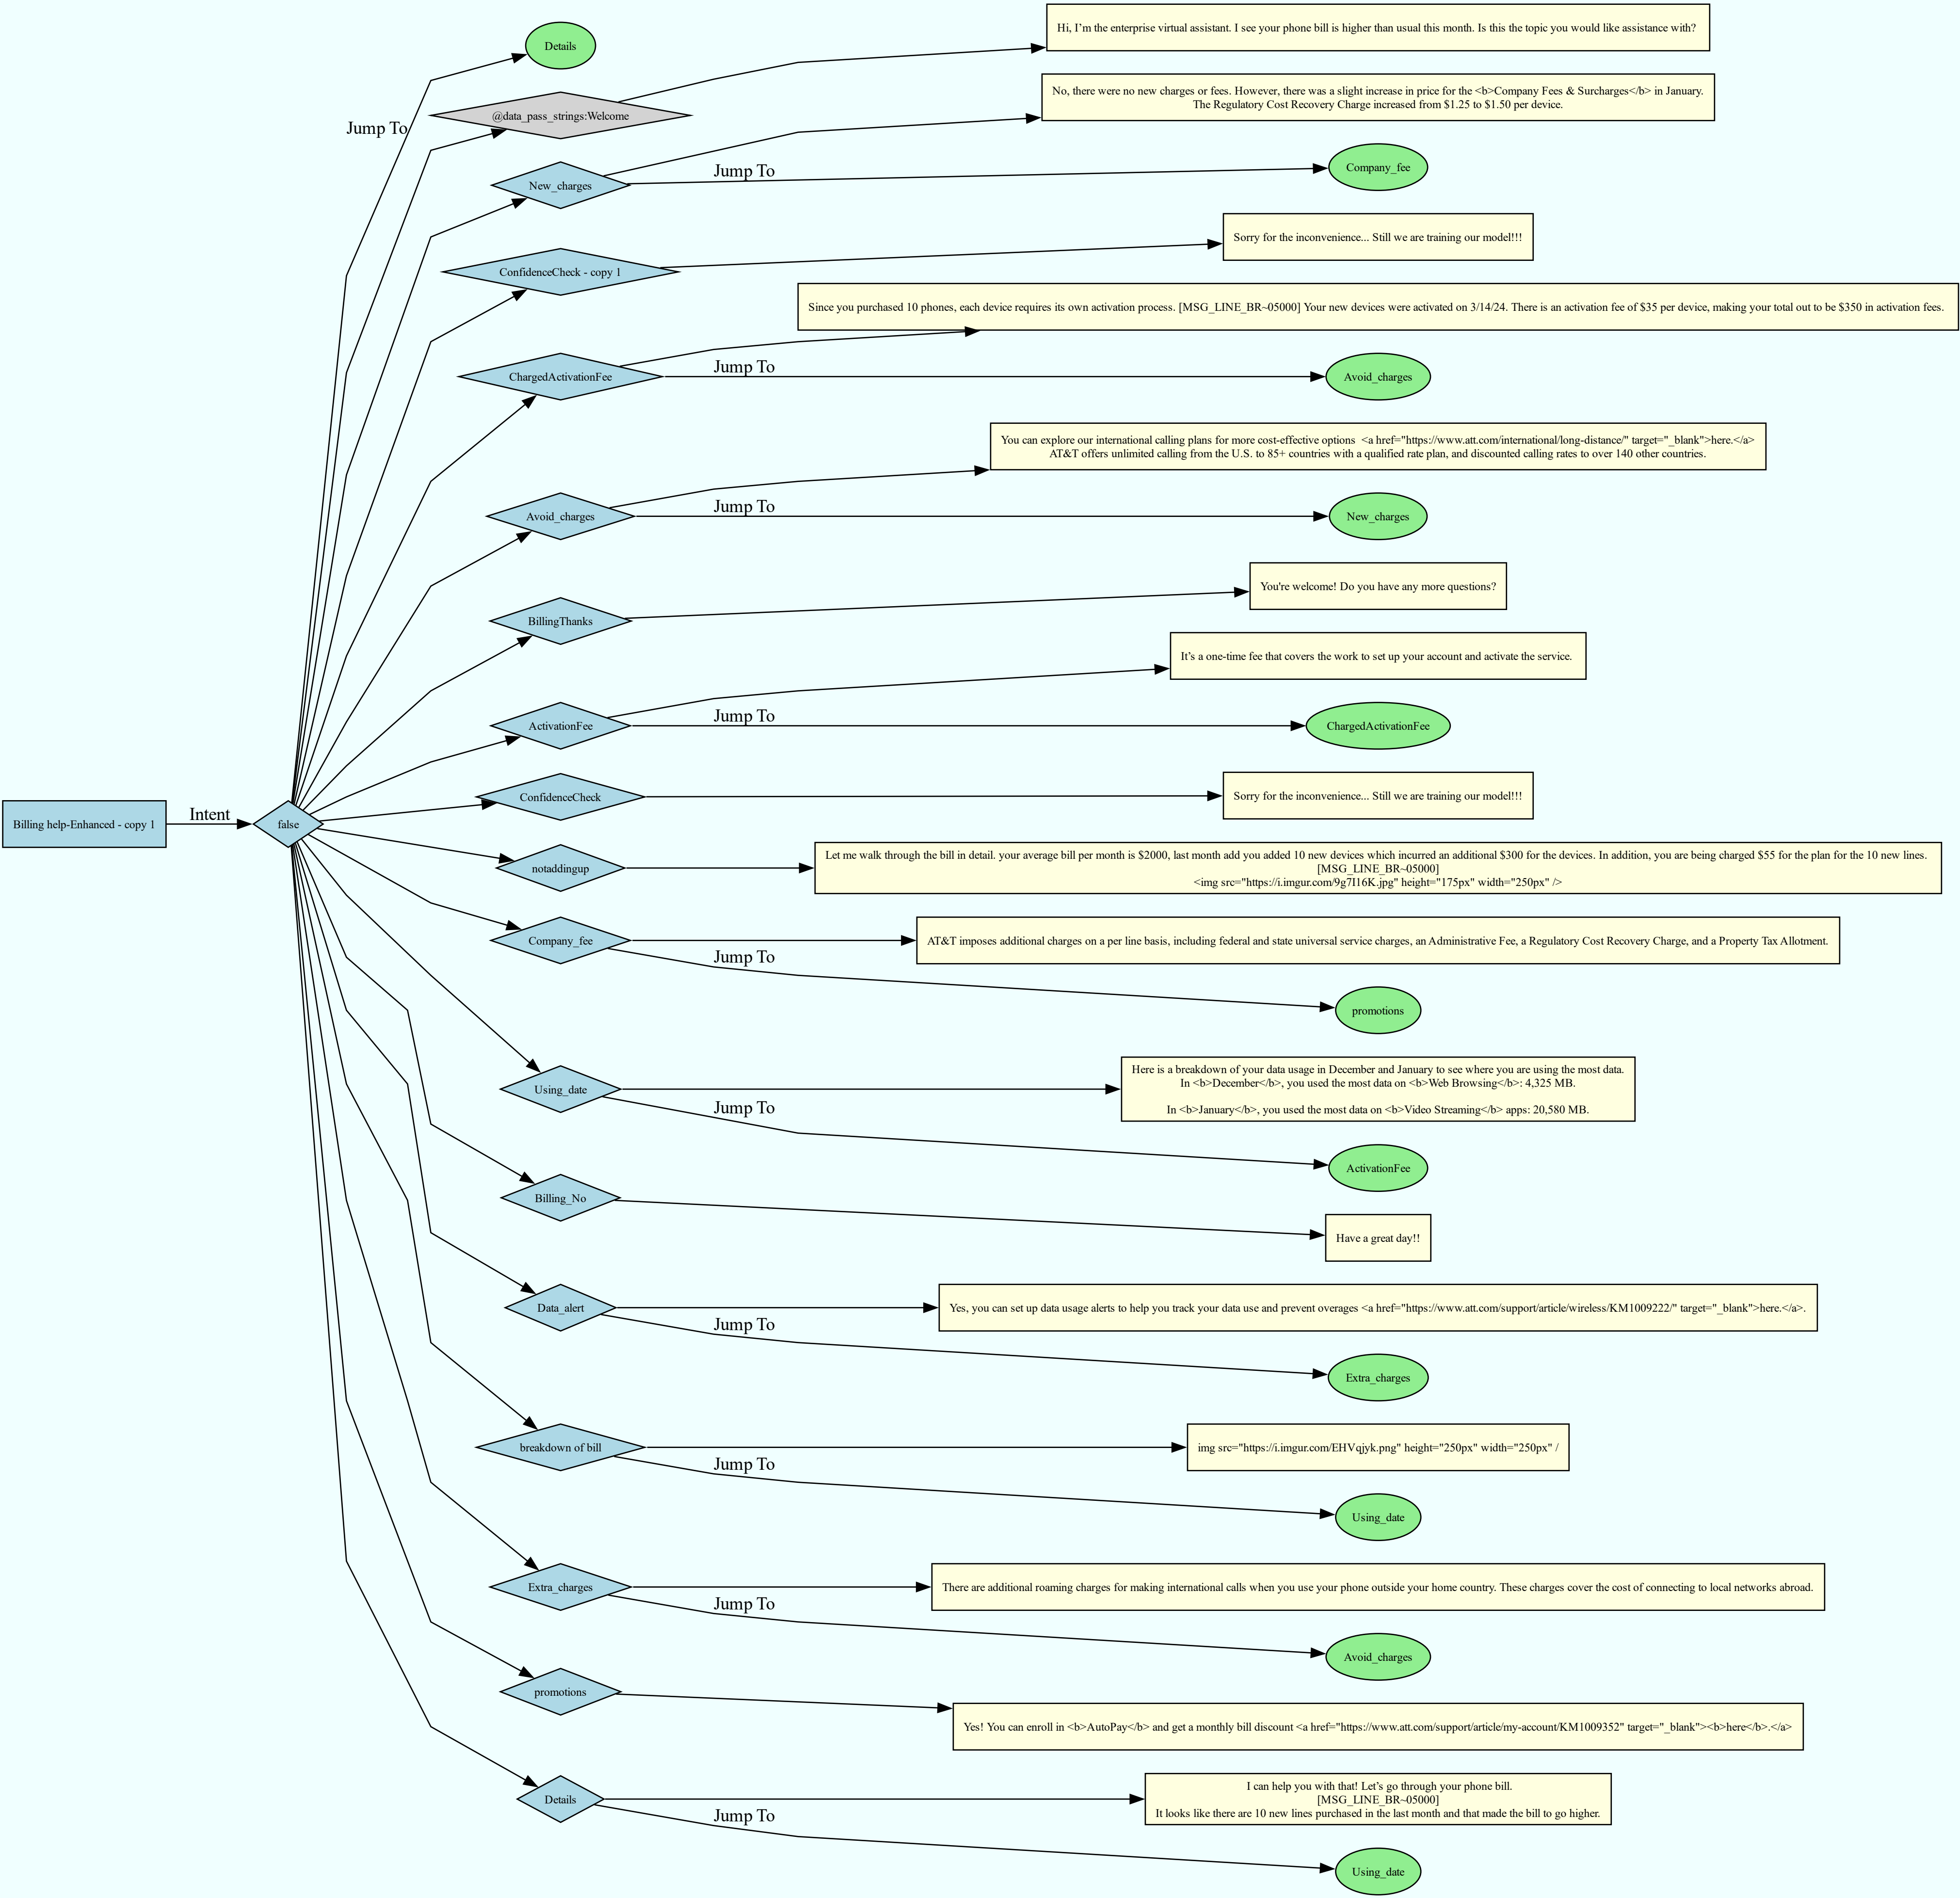 Details
Hi, I’m the enterprise virtual assistant. I see your phone bill is higher than usual this month. Is this the topic you would like assistance with?
@data_pass_strings:Welcome
Jump To
No, there were no new charges or fees. However, there was a slight increase in price for the <b>Company Fees & Surcharges</b> in January.
The Regulatory Cost Recovery Charge increased from $1.25 to $1.50 per device.
New_charges
Jump To
Company_fee
Sorry for the inconvenience... Still we are training our model!!!
ConfidenceCheck - copy 1
Since you purchased 10 phones, each device requires its own activation process. [MSG_LINE_BR~05000] Your new devices were activated on 3/14/24. There is an activation fee of $35 per device, making your total out to be $350 in activation fees.
ChargedActivationFee
Jump To
Avoid_charges
You can explore our international calling plans for more cost-effective options  <a href="https://www.att.com/international/long-distance/" target="_blank">here.</a>
AT&T offers unlimited calling from the U.S. to 85+ countries with a qualified rate plan, and discounted calling rates to over 140 other countries.
Avoid_charges
Jump To
New_charges
You're welcome! Do you have any more questions?
BillingThanks
It’s a one-time fee that covers the work to set up your account and activate the service.
ActivationFee
Jump To
ChargedActivationFee
ConfidenceCheck
Sorry for the inconvenience... Still we are training our model!!!
Billing help-Enhanced - copy 1
Intent
false
notaddingup
Let me walk through the bill in detail. your average bill per month is $2000, last month add you added 10 new devices which incurred an additional $300 for the devices. In addition, you are being charged $55 for the plan for the 10 new lines.
[MSG_LINE_BR~05000]
<img src="https://i.imgur.com/9g7I16K.jpg" height="175px" width="250px" />
Company_fee
AT&T imposes additional charges on a per line basis, including federal and state universal service charges, an Administrative Fee, a Regulatory Cost Recovery Charge, and a Property Tax Allotment.
Jump To
promotions
Using_date
Here is a breakdown of your data usage in December and January to see where you are using the most data.
In <b>December</b>, you used the most data on <b>Web Browsing</b>: 4,325 MB.
In <b>January</b>, you used the most data on <b>Video Streaming</b> apps: 20,580 MB.
Jump To
ActivationFee
Billing_No
Have a great day!!
Data_alert
Yes, you can set up data usage alerts to help you track your data use and prevent overages <a href="https://www.att.com/support/article/wireless/KM1009222/" target="_blank">here.</a>.
Jump To
Extra_charges
breakdown of bill
img src="https://i.imgur.com/EHVqjyk.png" height="250px" width="250px" /
Jump To
Using_date
Extra_charges
There are additional roaming charges for making international calls when you use your phone outside your home country. These charges cover the cost of connecting to local networks abroad.
Jump To
Avoid_charges
promotions
Yes! You can enroll in <b>AutoPay</b> and get a monthly bill discount <a href="https://www.att.com/support/article/my-account/KM1009352" target="_blank"><b>here</b>.</a>
Details
I can help you with that! Let’s go through your phone bill.
[MSG_LINE_BR~05000]
It looks like there are 10 new lines purchased in the last month and that made the bill to go higher.
Jump To
Using_date